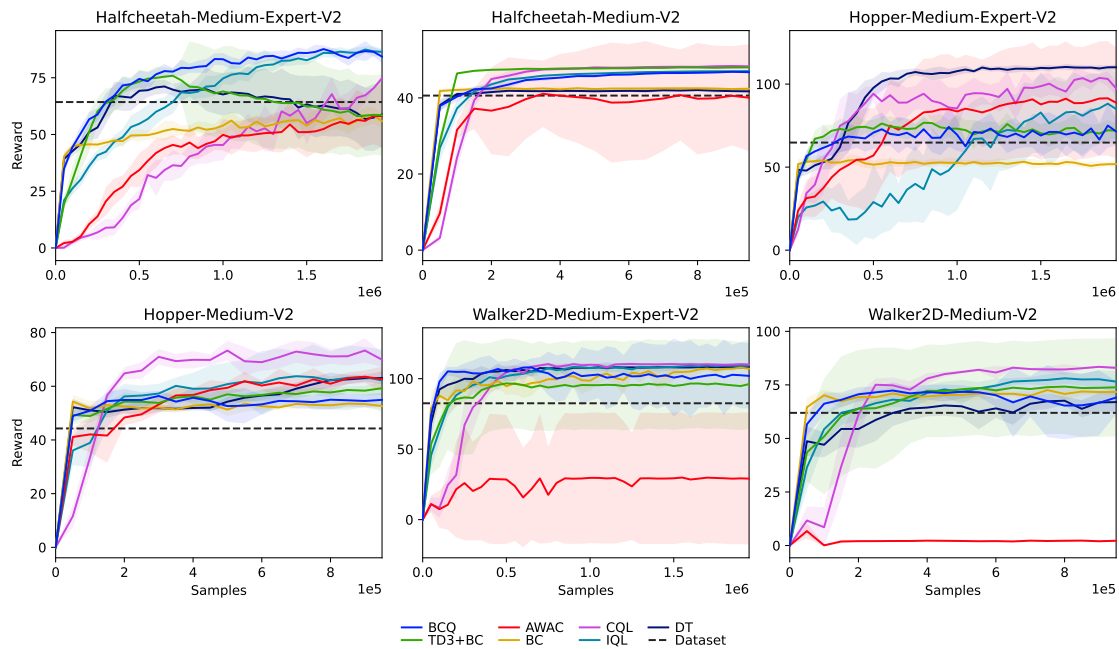 Halfcheetah-Medium-Expert-V2
Reward
75
50
25
0
0.0 0.5 1.0 1.5
1e6
Halfcheetah-Medium-V2
40
20
0
0 2 4 6 8
1e5
Hopper-Medium-Expert-V2
100
50
0
0.0 0.5 1.0 1.5
1e6
Hopper-Medium-V2
Reward
80
60
40
20
0
0 2 4 6 8
Samples
1e5
Walker2D-Medium-Expert-V2
100
50
0
0.0 0.5 1.0 1.5
Samples
1e6
Walker2D-Medium-V2
100
75
50
25
0
0 2 4 6 8
Samples
1e5
BCQ AWAC CQL DT
TD3+BC BC IQL Dataset